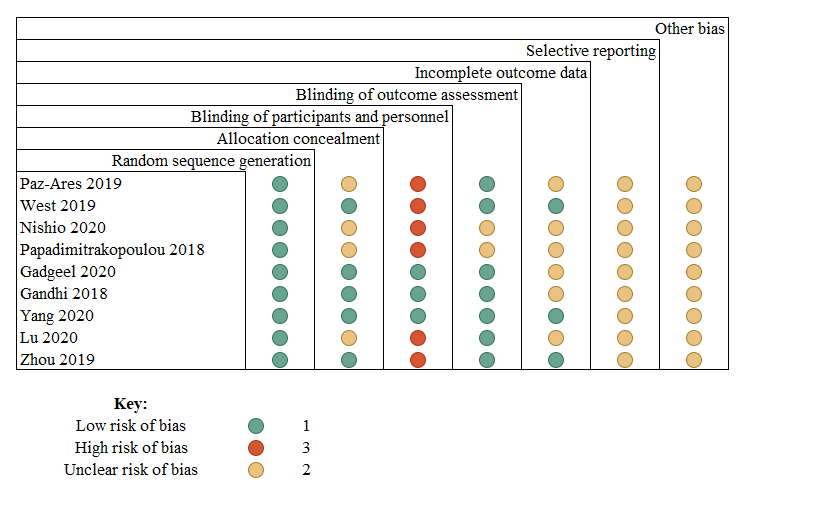 Other bias
Selective reporting
Incomplete outcome data
Blinding of outcome assessment
Blinding of participants and personnel
Allocation concealment
Random sequence generation
Paz-Ares 2019
West 2019
Nishio 2020
Papadimitrakopoulou 2018
Gadgeel 2020
Gandhi 2018
Yang 2020
Lu 2020
Zhou 2019
Key:
Low risk of bias 1
High risk of bias 3
Unclear risk of bias 2